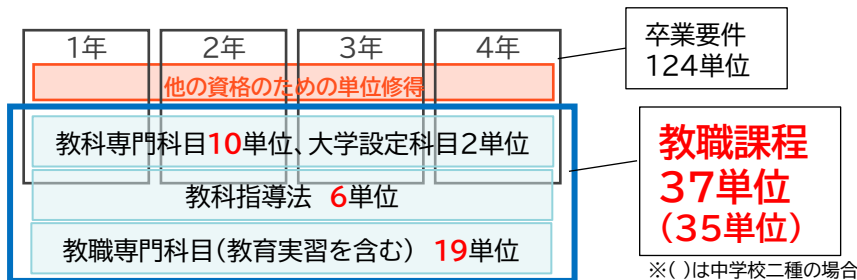 1年 2年 3年 4年
他の資格のための単位修得
教科専門科目10単位、大学設定科目2単位
教科指導法 6単位
教職専門科目(教育実習を含む) 19単位
卒業要件
124単位
教職課程
37単位
(35単位)
※( )は中学校二種の場合